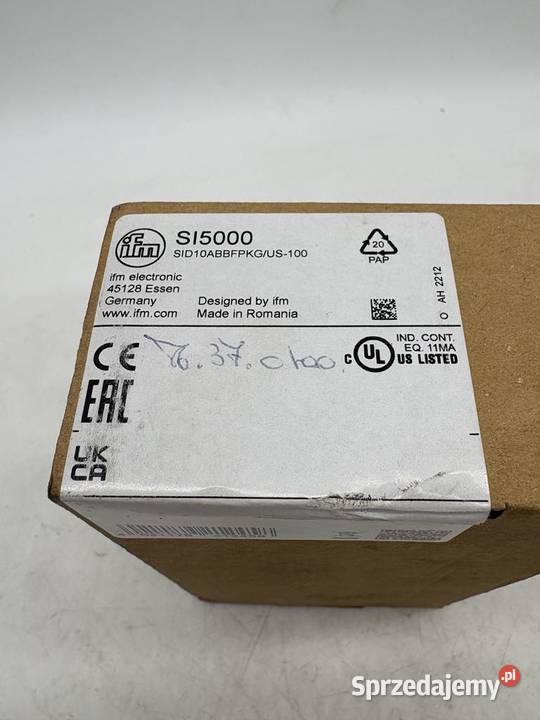 ifm
SI5000
SID10ABBFPKG/US-100
ifm electronic
45128 Essen
Germany
www.ifm.com
Designed by ifm
Made in Romania
20
PAP
O AH 2212
CE
EAC
UK
CA
C UL US LISTED
IND. CONT.
EQ. 11MA
Sprzedajemy.pl